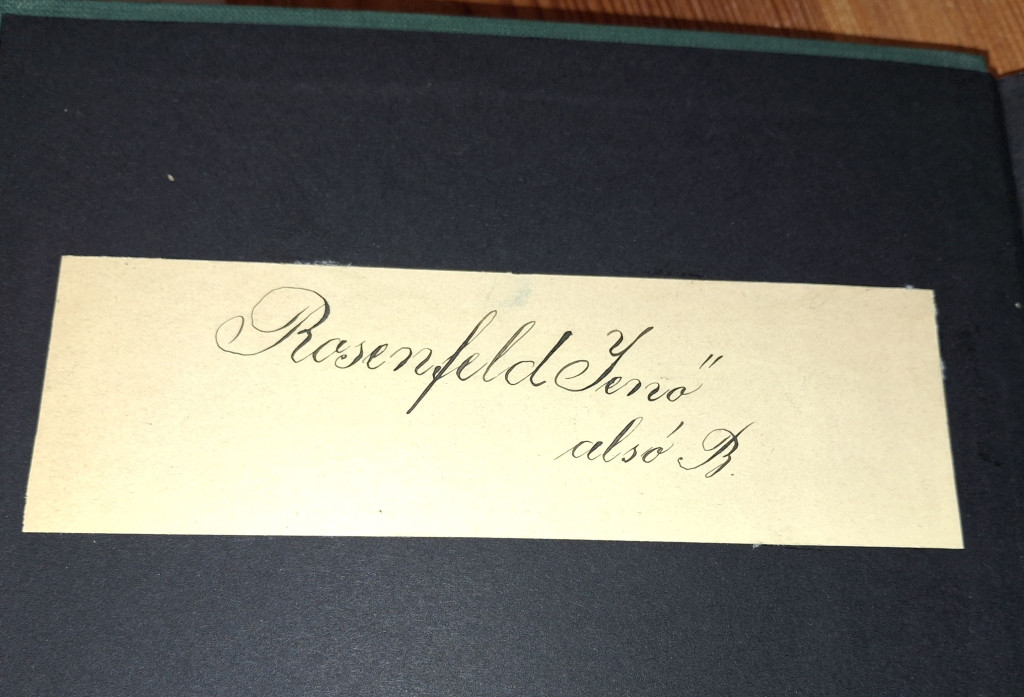 Rosenfeld Jenő
alsó B.